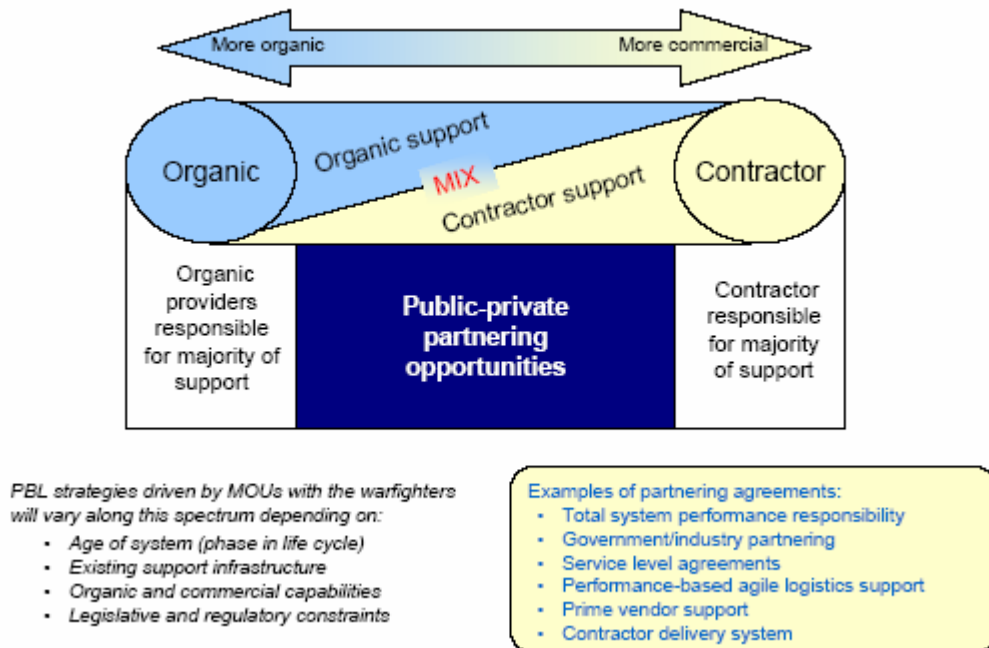 More organic
More commercial
Organic
Organic support
MIX
Contractor support
Contractor
Organic
providers
responsible
for majority of
support
Public-private
partnering
opportunities
Contractor
responsible
for majority
of support
PBL strategies driven by MOUs with the warfighters
will vary along this spectrum depending on:
• Age of system (phase in life cycle)
• Existing support infrastructure
• Organic and commercial capabilities
• Legislative and regulatory constraints
Examples of partnering agreements:
• Total system performance responsibility
• Government/industry partnering
• Service level agreements
• Performance-based agile logistics support
• Prime vendor support
• Contractor delivery system